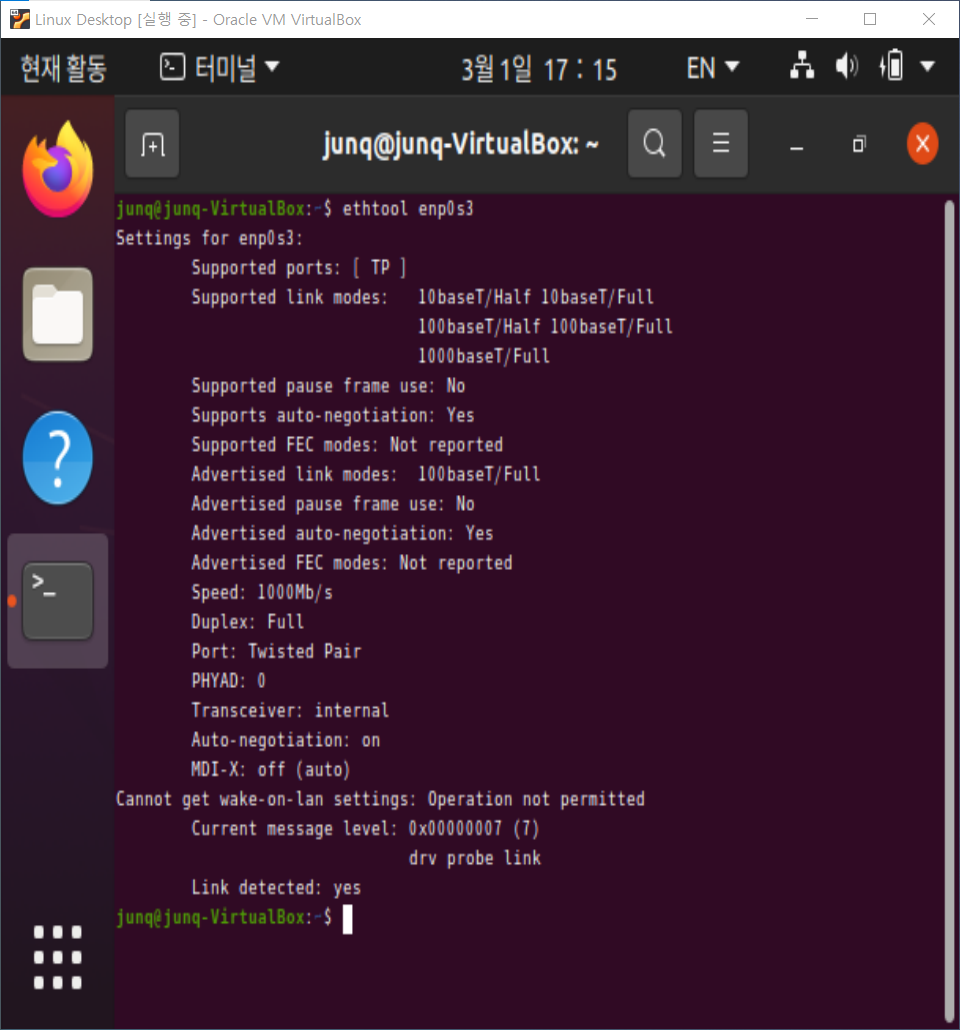 Linux Desktop [실행 중] - Oracle VM VirtualBox
현재 활동 터미널 3월 1일 17 : 15 EN
junq@junq-VirtualBox: ~
junq@junq-VirtualBox:~$ ethtool enp0s3
Settings for enp0s3:
Supported ports: [ TP ]
Supported link modes: 10baseT/Half 10baseT/Full
100baseT/Half 100baseT/Full
1000baseT/Full
Supported pause frame use: No
Supports auto-negotiation: Yes
Supported FEC modes: Not reported
Advertised link modes: 100baseT/Full
Advertised pause frame use: No
Advertised auto-negotiation: Yes
Advertised FEC modes: Not reported
Speed: 1000Mb/s
Duplex: Full
Port: Twisted Pair
PHYAD: 0
Transceiver: internal
Auto-negotiation: on
MDI-X: off (auto)
Cannot get wake-on-lan settings: Operation not permitted
Current message level: 0x00000007 (7)
drv probe link
Link detected: yes
junq@junq-VirtualBox:~$